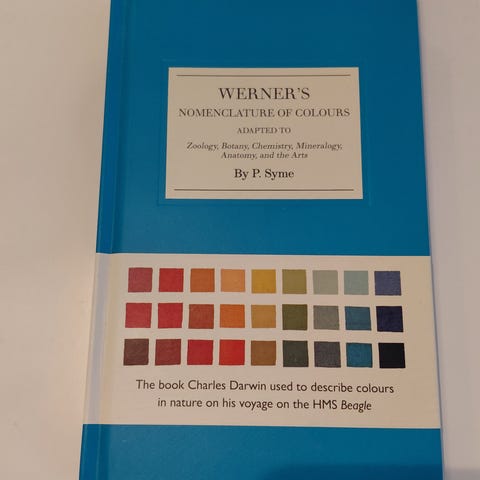 WERNER'S
NOMENCLATURE OF COLOURS
ADAPTED TO
Zoology, Botany, Chemistry, Mineralogy,
Anatomy, and the Arts
By P. Syme
The book Charles Darwin used to describe colours
in nature on his voyage on the HMS Beagle